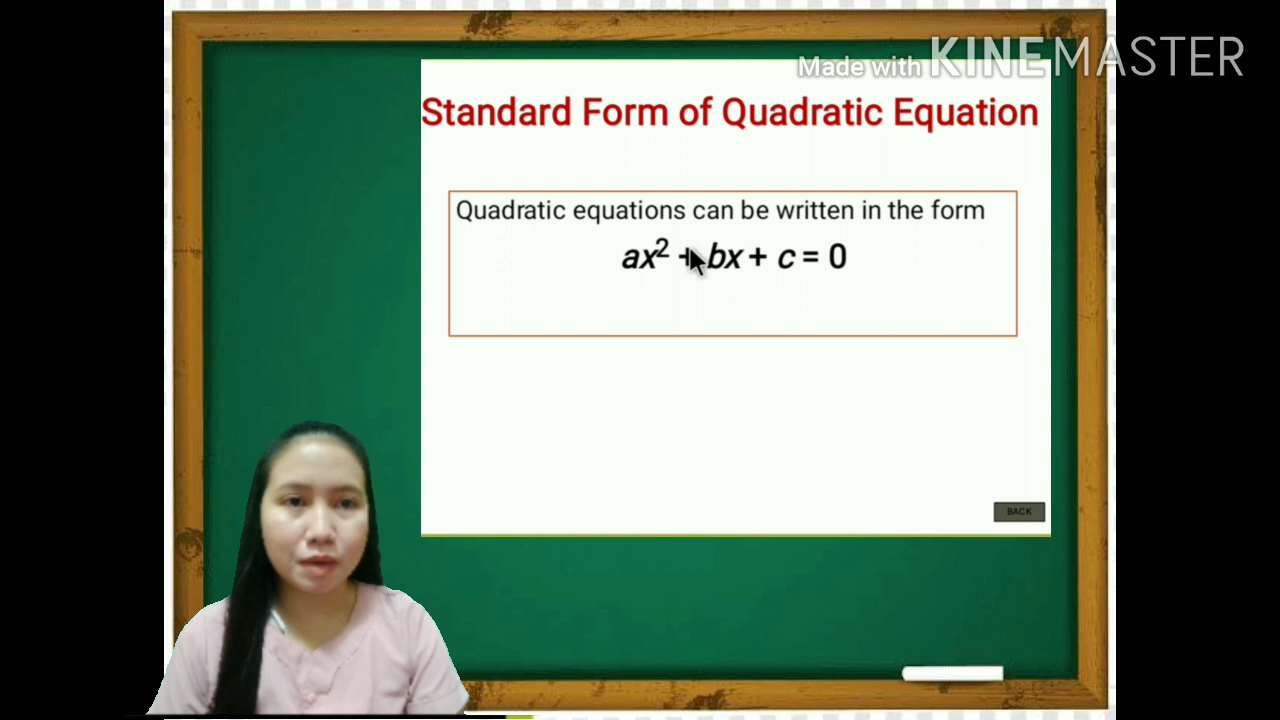 Made with KINEMASTER
Standard Form of Quadratic Equation
Quadratic equations can be written in the form
ax² + bx + c = 0
BACK